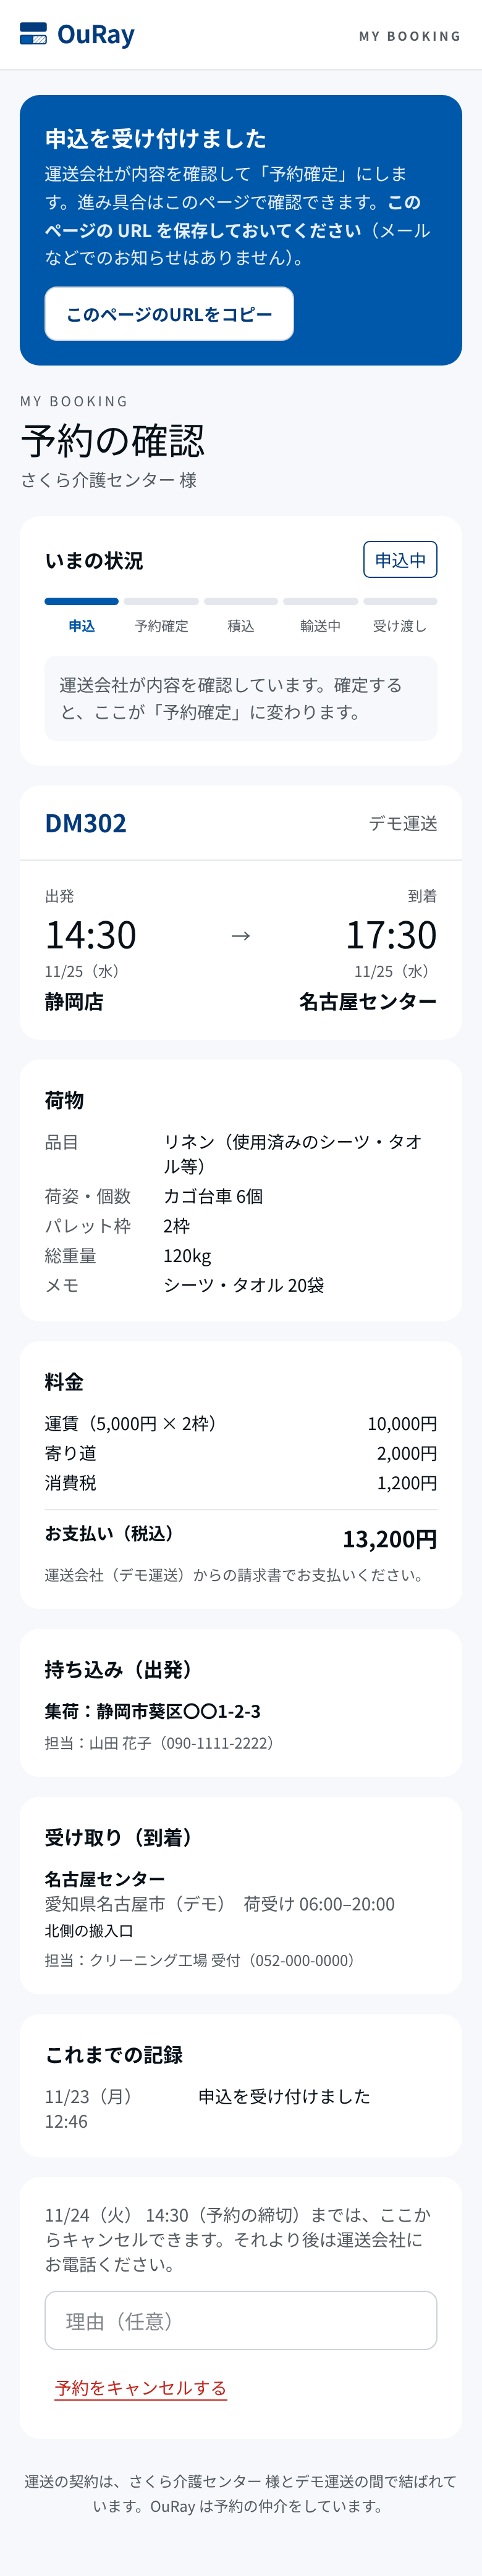 OuRay
MY BOOKING
申込を受け付けました
運送会社が内容を確認して「予約確定」にしま
す。進み具合はこのページで確認できます。この
ページの URL を保存しておいてください（メール
などでのお知らせはありません）。
このページのURLをコピー
MY BOOKING
予約の確認
さくら介護センター 様
いまの状況
申込中
申込 予約確定 積込 輸送中 受け渡し
運送会社が内容を確認しています。確定する
と、ここが「予約確定」に変わります。
DM302
デモ運送
出発 到着
14:30 → 17:30
11/25（水） 11/25（水）
静岡店 名古屋センター
荷物
品目 リネン（使用済みのシーツ・タオ
ル等）
荷姿・個数 カゴ台車 6個
パレット枠 2枠
総重量 120kg
メモ シーツ・タオル 20袋
料金
運賃（5,000円 × 2枠） 10,000円
寄り道 2,000円
消費税 1,200円
お支払い（税込） 13,200円
運送会社（デモ運送）からの請求書でお支払いください。
持ち込み（出発）
集荷：静岡市葵区〇〇1-2-3
担当：山田 花子（090-1111-2222）
受け取り（到着）
名古屋センター
愛知県名古屋市（デモ） 荷受け 06:00–20:00
北側の搬入口
担当：クリーニング工場 受付（052-000-0000）
これまでの記録
11/23（月） 申込を受け付けました
12:46
11/24（火） 14:30（予約の締切）までは、ここか
らキャンセルできます。それより後は運送会社に
お電話ください。
理由（任意）
予約をキャンセルする
運送の契約は、さくら介護センター 様とデモ運送の間で結ばれて
います。OuRay は予約の仲介をしています。